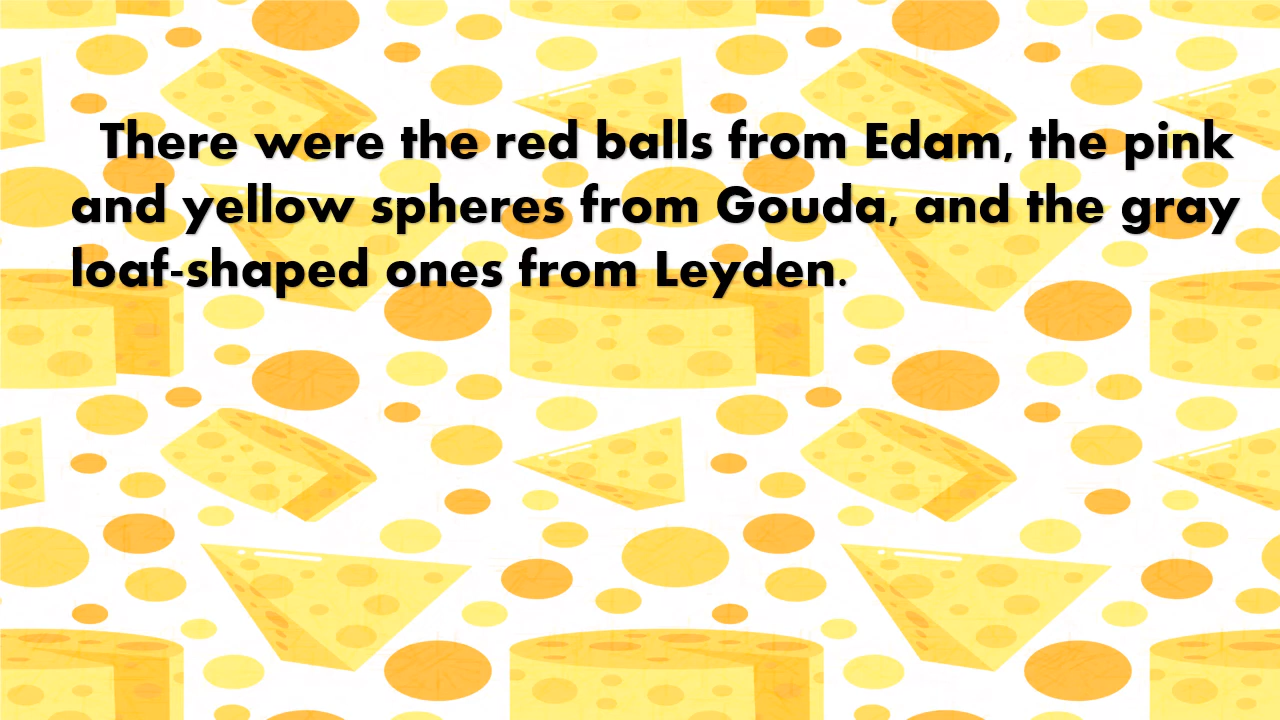 There were the red balls from Edam, the pink
and yellow spheres from Gouda, and the gray
loaf-shaped ones from Leyden.